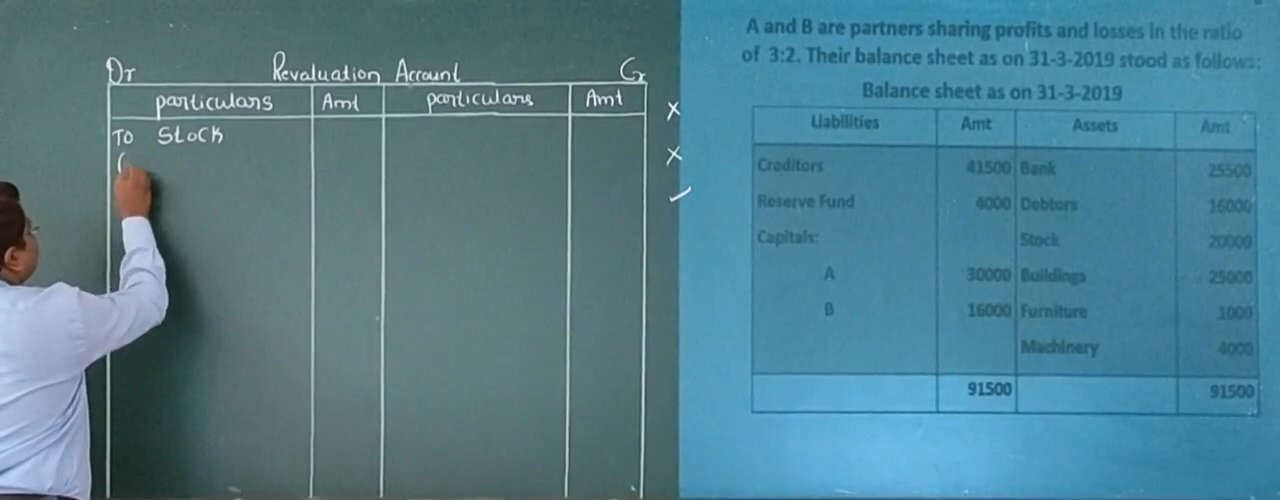 Dr Revaluation Account Cr
particulars Amt particulars Amt
To Stock
(
A and B are partners sharing profits and losses in the ratio
of 3:2. Their balance sheet as on 31-3-2019 stood as follows:
Balance sheet as on 31-3-2019
Liabilities Amt Assets Amt
Creditors 41500 Bank 25500
Reserve Fund 4000 Debtors 16000
Capitals: Stock 20000
A 30000 Buildings 25000
B 16000 Furniture 1000
Machinery 4000
91500 91500